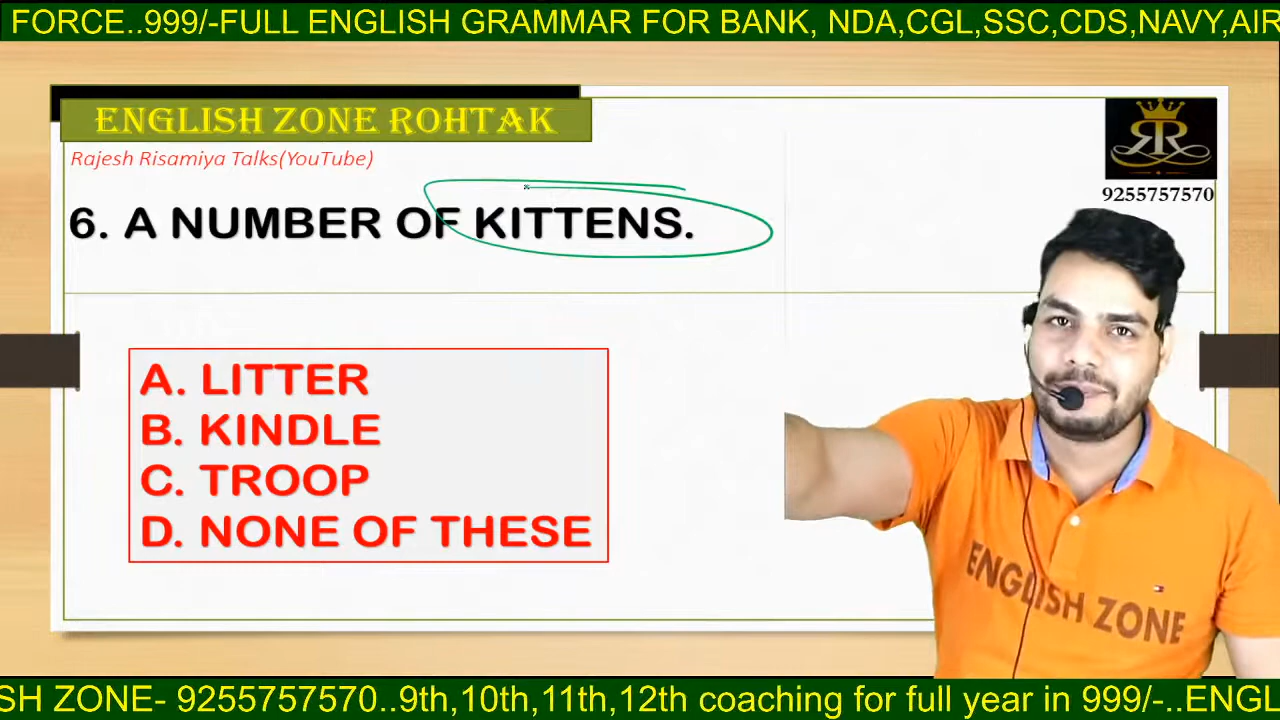 FORCE..999/-FULL ENGLISH GRAMMAR FOR BANK, NDA,CGL,SSC,CDS,NAVY,AIR
ENGLISH ZONE ROHTAK
Rajesh Risamiya Talks(YouTube)
RR
9255757570
6. A NUMBER OF KITTENS.
A. LITTER
B. KINDLE
C. TROOP
D. NONE OF THESE
ENGLISH ZONE
SH ZONE- 9255757570..9th,10th,11th,12th coaching for full year in 999/-..ENGL